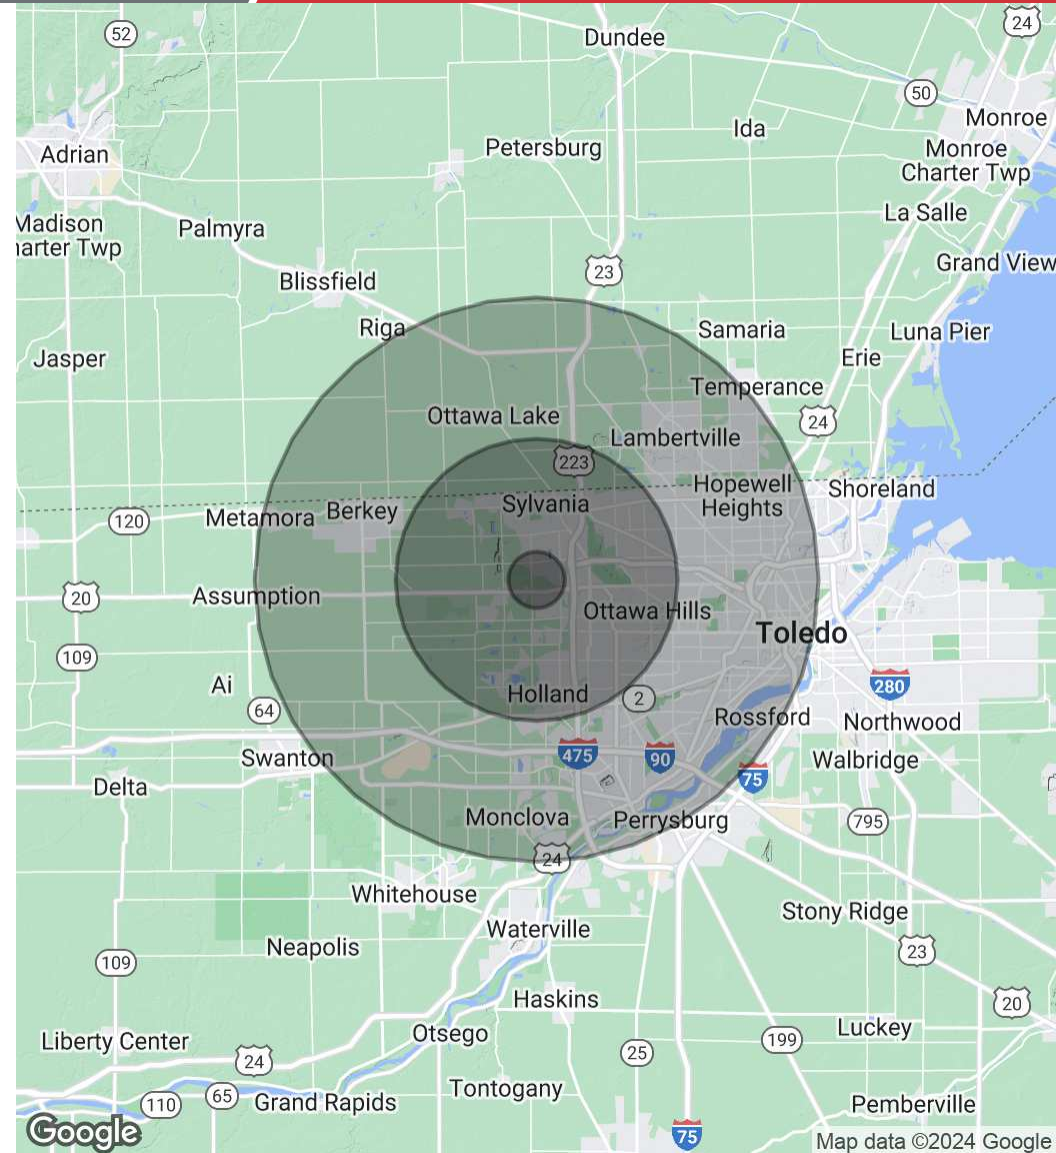 24
52
Dundee
50
Monroe
Ida
Petersburg
Monroe
Charter Twp
Adrian
La Salle
Madison
harter Twp
Palmyra
Grand View
23
Blissfield
Riga
Samaria
Luna Pier
Jasper
Erie
Temperance
Ottawa Lake
24
Lambertville
223
Hopewell
Heights
Shoreland
Sylvania
Berkey
Metamora
120
20
Assumption
Ottawa Hills
Toledo
109
Ai
Holland
2
280
64
Rossford
Northwood
475
90
Swanton
Walbridge
75
Delta
Monclova
Perrysburg
795
24
Whitehouse
Stony Ridge
Waterville
Neapolis
23
109
Haskins
20
Otsego
Luckey
Liberty Center
199
25
24
Tontogany
65
Grand Rapids
110
Pemberville
75
Google
Map data ©2024 Google